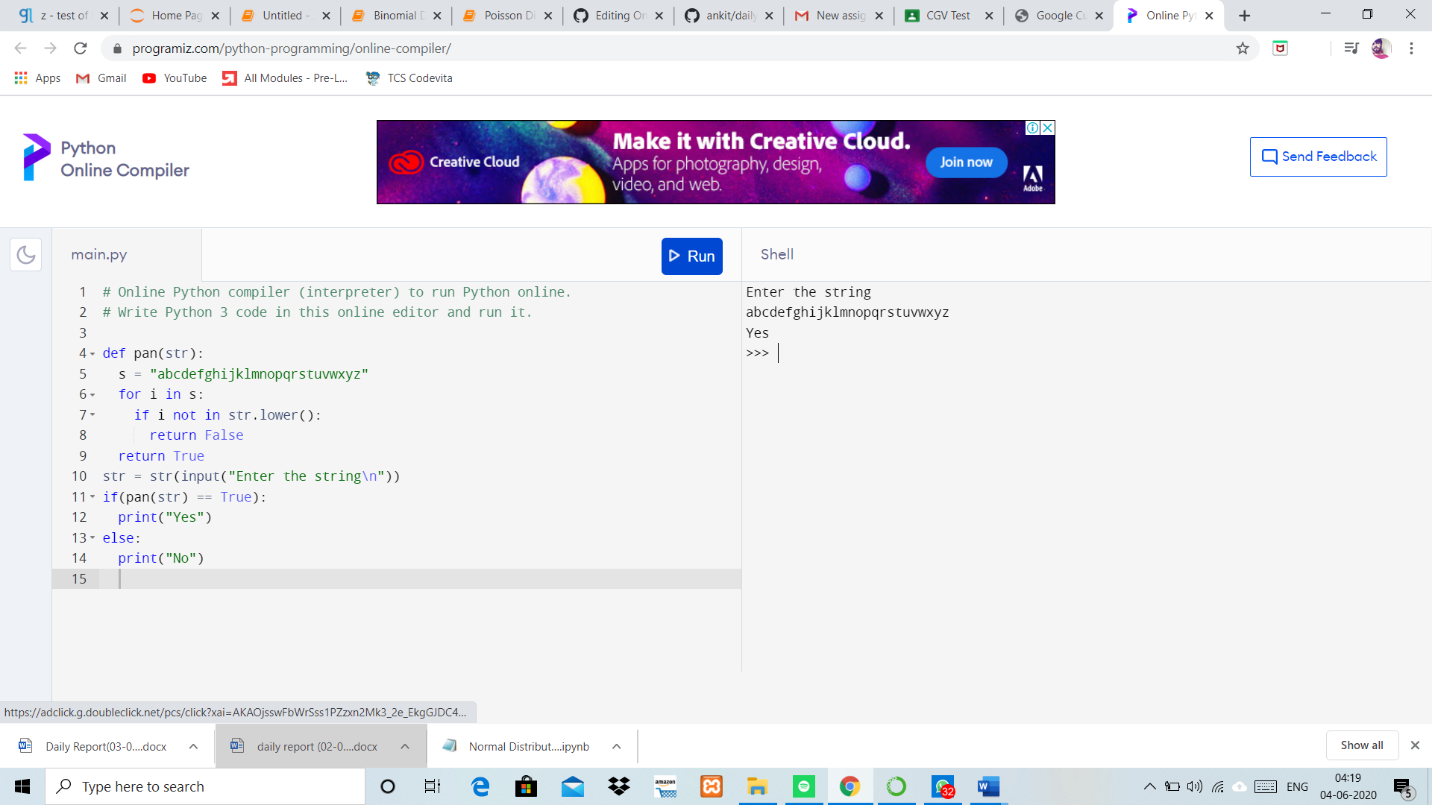 z - test of
Home Pag
Untitled -
Binomial D
Poisson Di
Editing On
ankit/daily
New assig
CGV Test
Google Co
Online Pyt
programiz.com/python-programming/online-compiler/
Apps
Gmail
YouTube
All Modules - Pre-L...
TCS Codevita
Python
Online Compiler
Creative Cloud
Make it with Creative Cloud.
Apps for photography, design,
video, and web.
Join now
Adobe
Send Feedback
main.py
Run
Shell
1 # Online Python compiler (interpreter) to run Python online.
2 # Write Python 3 code in this online editor and run it.
3
4 def pan(str):
5 s = "abcdefghijklmnopqrstuvwxyz"
6 for i in s:
7 if i not in str.lower():
8 return False
9 return True
10 str = str(input("Enter the string\n"))
11 if(pan(str) == True):
12 print("Yes")
13 else:
14 print("No")
15
Enter the string
abcdefghijklmnopqrstuvwxyz
Yes
>>>
https://adclick.g.doubleclick.net/pcs/click?xai=AKAOjsswFbWrSss1PZzxn2Mk3_2e_EkgGJDC4...
Daily Report(03-0....docx
daily report (02-0....docx
Normal Distribut....ipynb
Show all
Type here to search
amazon
32
ENG
04:19
04-06-2020
5